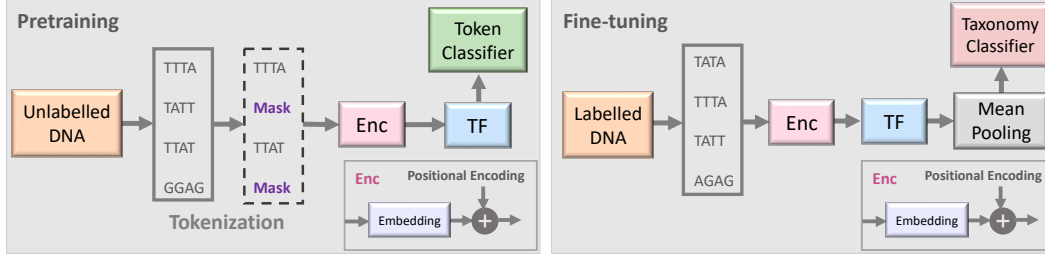 Pretraining
Unlabelled
DNA
TTTA
TATT
TTAT
GGAG
TTTA
Mask
TTAT
Mask
Tokenization
Enc
TF
Token
Classifier
Enc
Positional Encoding
Embedding
+
Fine-tuning
Labelled
DNA
TATA
TTTA
TATT
AGAG
Enc
TF
Mean
Pooling
Taxonomy
Classifier
Enc
Positional Encoding
Embedding
+